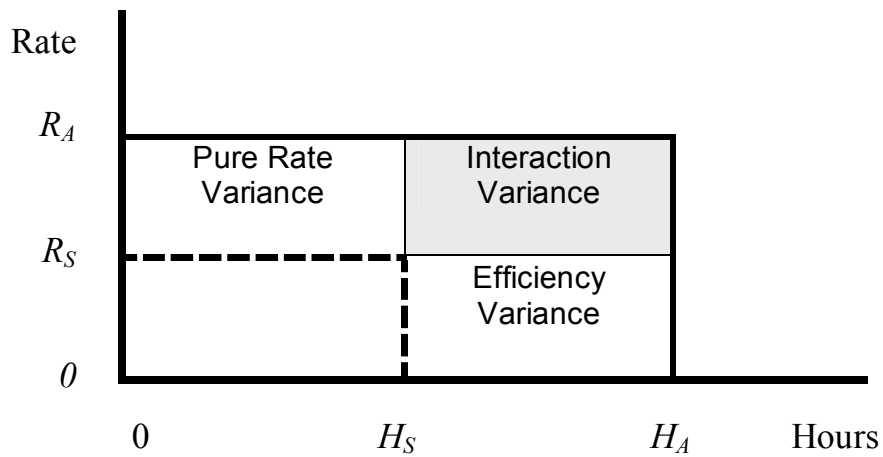 Rate
R_A
Pure Rate Variance
Interaction Variance
R_S
Efficiency Variance
0
0 H_S H_A Hours